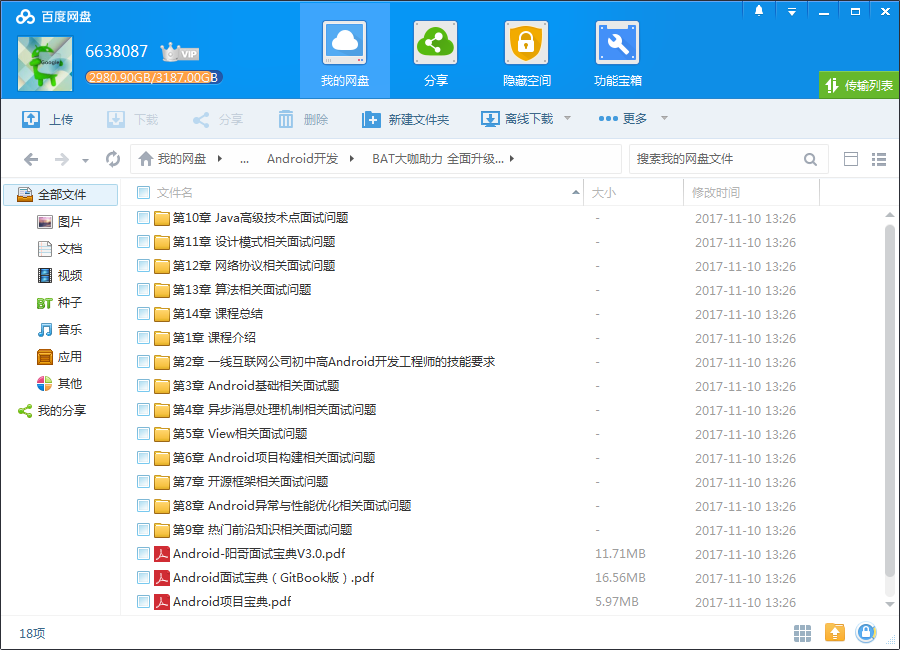 百度网盘
6638087 VIP
2980.90GB/3187.00GB
我的网盘 分享 隐藏空间 功能宝箱
传输列表
上传 下载 分享 删除 新建文件夹 离线下载 更多
我的网盘 ... Android开发 BAT大咖助力 全面升级... 搜索我的网盘文件
全部文件
图片
文档
视频
BT 种子
音乐
应用
其他
我的分享
文件名 大小 修改时间
第10章 Java高级技术点面试问题 - 2017-11-10 13:26
第11章 设计模式相关面试问题 - 2017-11-10 13:26
第12章 网络协议相关面试问题 - 2017-11-10 13:26
第13章 算法相关面试问题 - 2017-11-10 13:26
第14章 课程总结 - 2017-11-10 13:26
第1章 课程介绍 - 2017-11-10 13:26
第2章 一线互联网公司初中高Android开发工程师的技能要求 - 2017-11-10 13:26
第3章 Android基础相关面试题 - 2017-11-10 13:26
第4章 异步消息处理机制相关面试问题 - 2017-11-10 13:26
第5章 View相关面试问题 - 2017-11-10 13:26
第6章 Android项目构建相关面试问题 - 2017-11-10 13:26
第7章 开源框架相关面试问题 - 2017-11-10 13:26
第8章 Android异常与性能优化相关面试问题 - 2017-11-10 13:26
第9章 热门前沿知识相关面试问题 - 2017-11-10 13:26
Android-阳哥面试宝典V3.0.pdf 11.71MB 2017-11-10 13:26
Android面试宝典（GitBook版）.pdf 16.56MB 2017-11-10 13:26
Android项目宝典.pdf 5.97MB 2017-11-10 13:26
18项